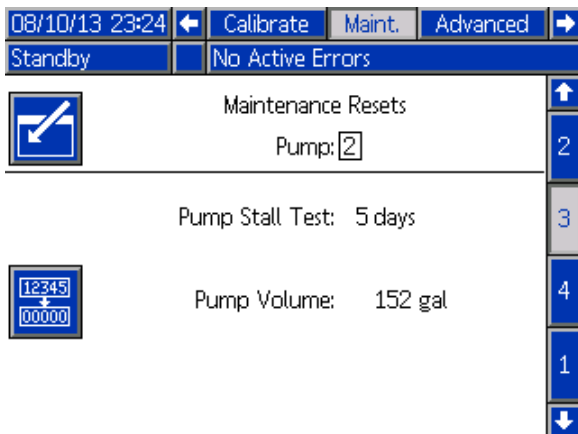 08/10/13 23:24 Calibrate Maint. Advanced
Standby No Active Errors
Maintenance Resets
Pump: 2
2
Pump Stall Test: 5 days
3
12345
00000
Pump Volume: 152 gal
4
1